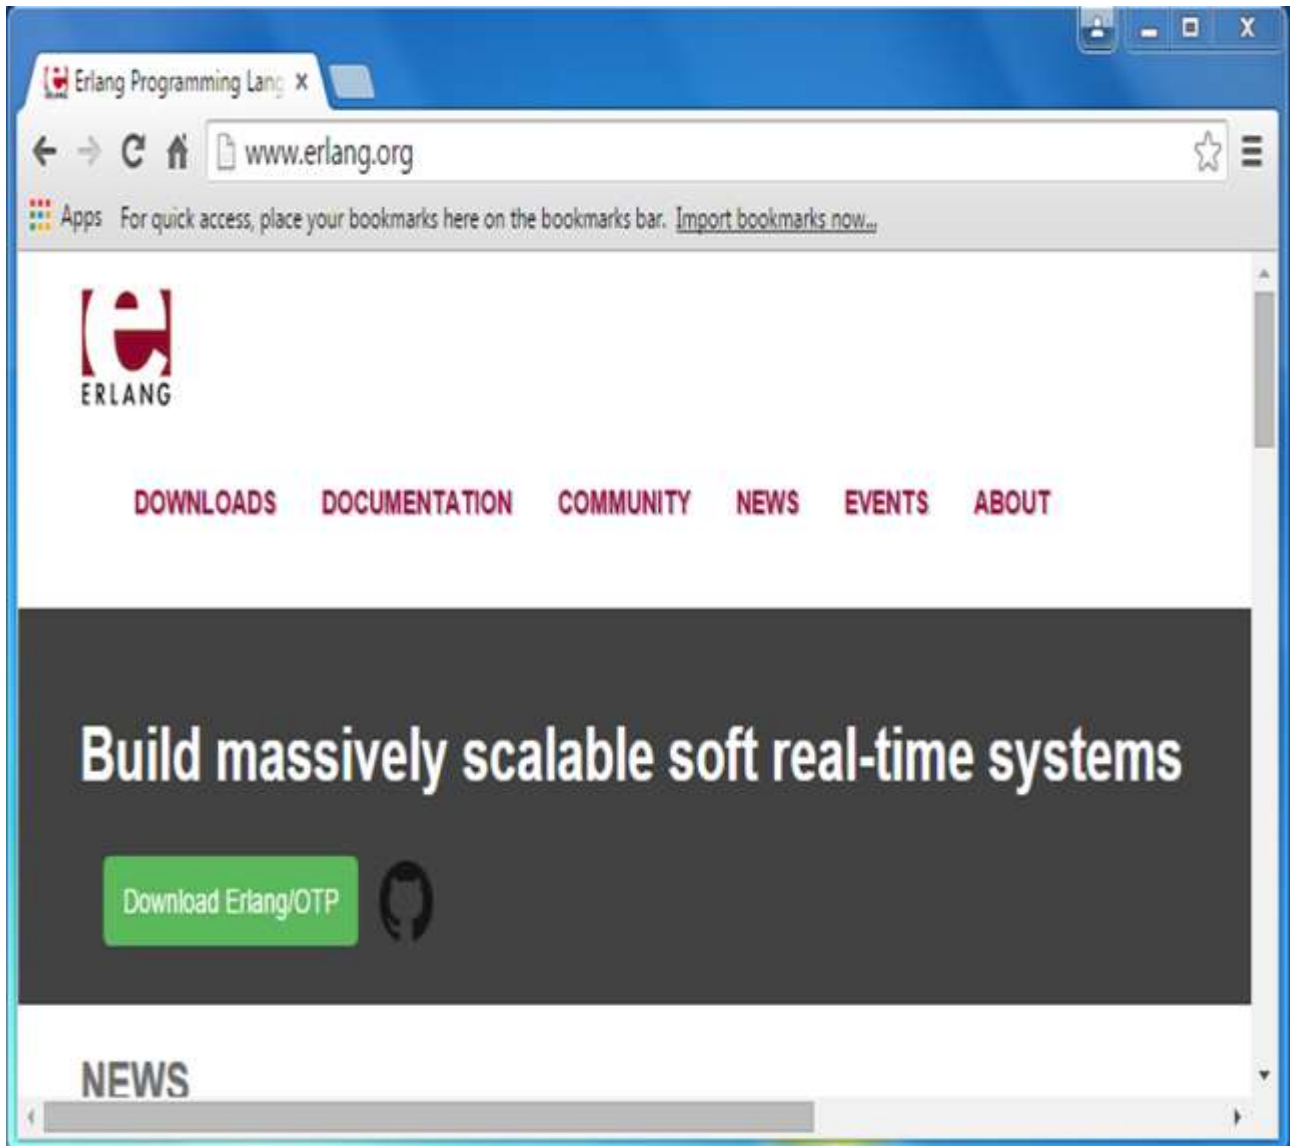 Erlang Programming Lang
www.erlang.org
Apps For quick access, place your bookmarks here on the bookmarks bar. Import bookmarks now...
e
ERLANG
DOWNLOADS DOCUMENTATION COMMUNITY NEWS EVENTS ABOUT
Build massively scalable soft real-time systems
Download Erlang/OTP
NEWS